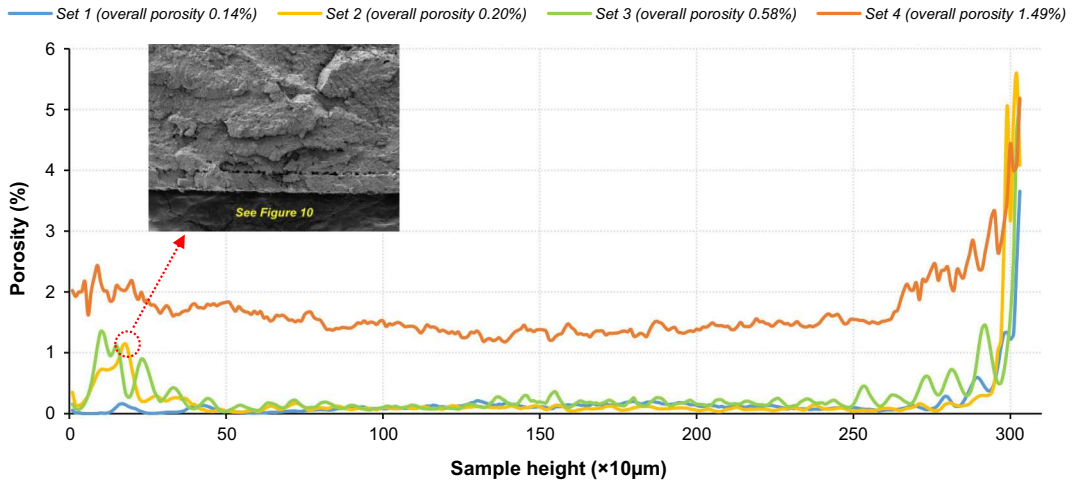 Set 1 (overall porosity 0.14%) Set 2 (overall porosity 0.20%) Set 3 (overall porosity 0.58%) Set 4 (overall porosity 1.49%)
6
5
4
3
2
1
0
Porosity (%)
See Figure 10
0 50 100 150 200 250 300
Sample height (×10µm)